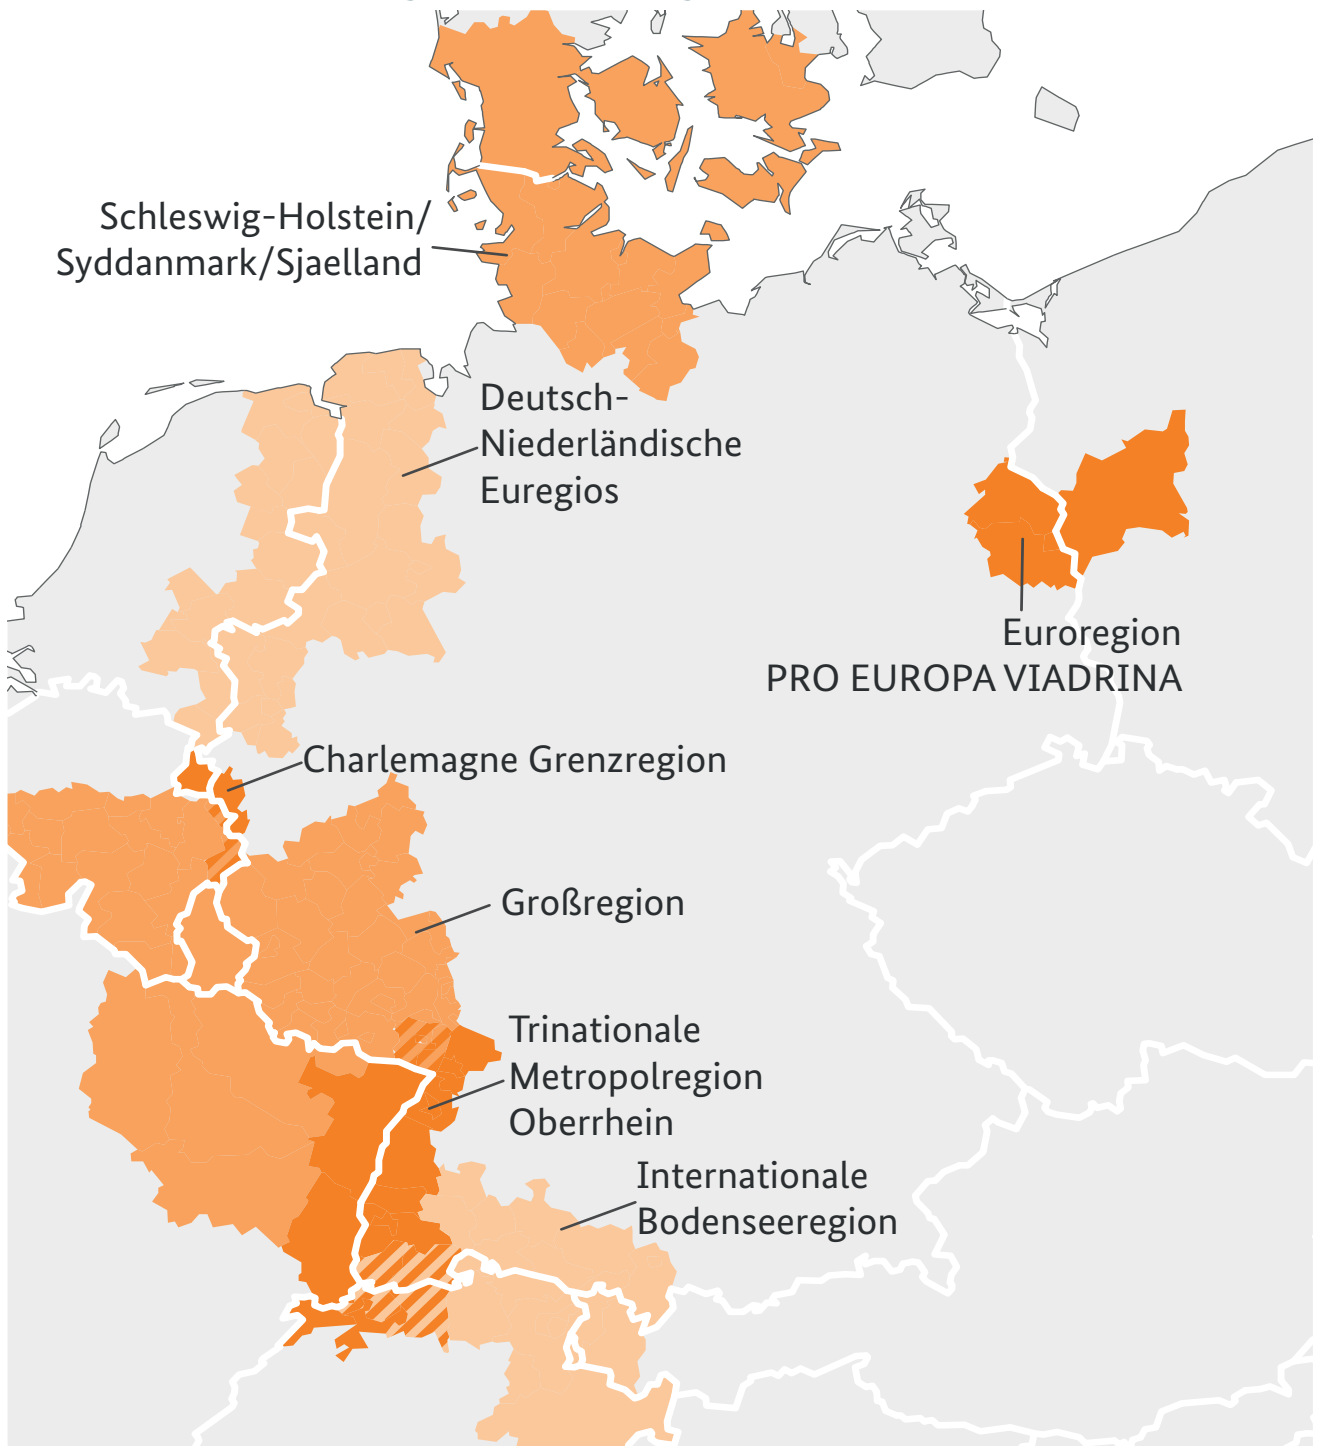 Schleswig-Holstein/
Syddanmark/Sjaelland
Deutsch-
Niederländische
Euregios
Euroregion
PRO EUROPA VIADRINA
Charlemagne Grenzregion
Großregion
Trinationale
Metropolregion
Oberrhein
Internationale
Bodenseeregion